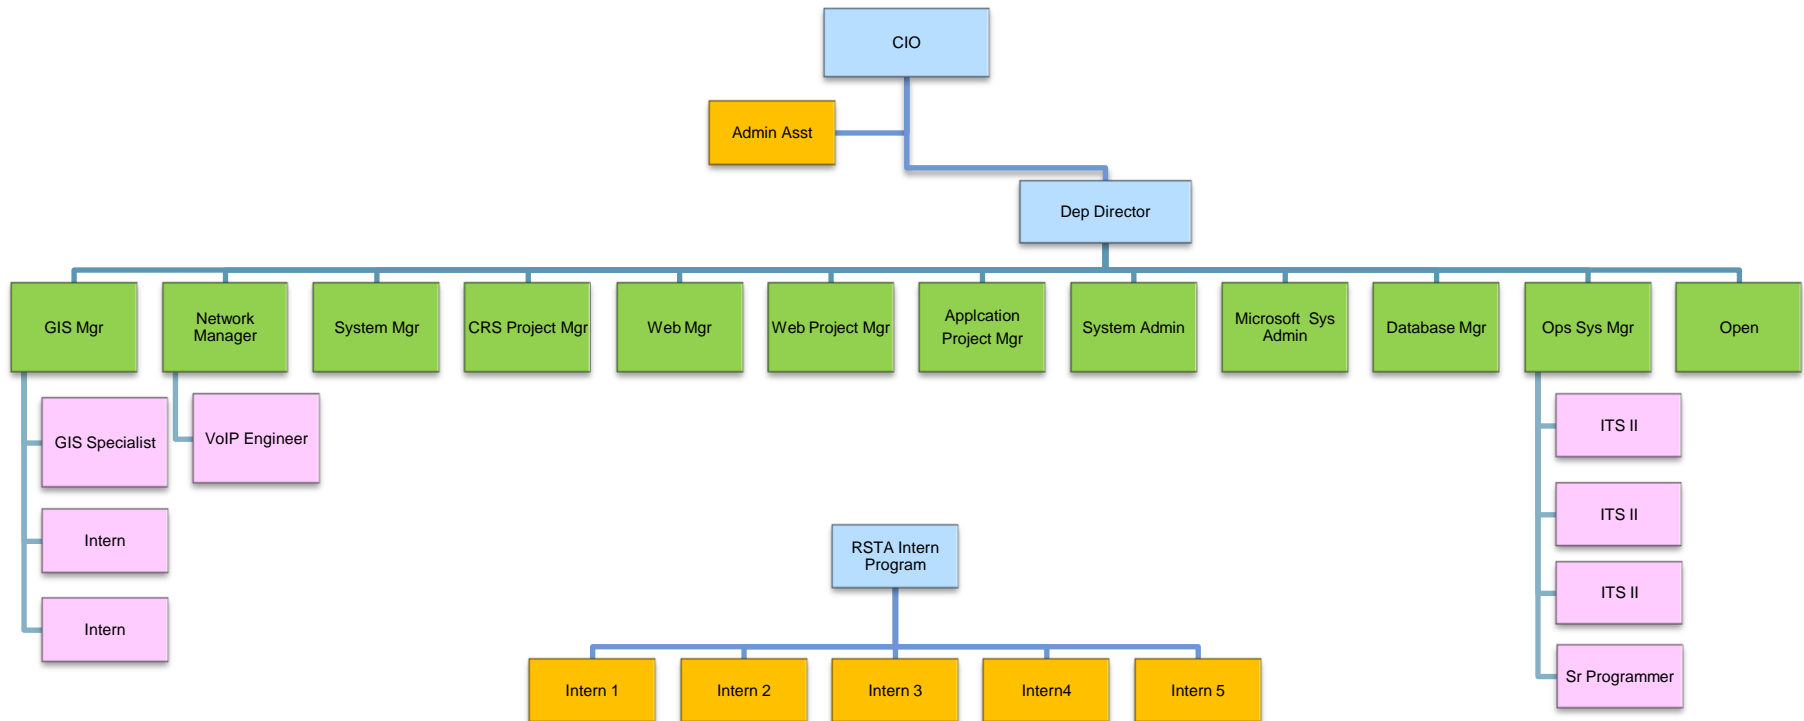 CIO
Admin Asst
Dep Director
GIS Mgr
Network
Manager
System Mgr
CRS Project Mgr
Web Mgr
Web Project Mgr
Applcation
Project Mgr
System Admin
Microsoft  Sys
Admin
Database Mgr
Ops Sys Mgr
Open
GIS Specialist
VoIP Engineer
ITS II
Intern
ITS II
Intern
ITS II
Sr Programmer
RSTA Intern
Program
Intern 1
Intern 2
Intern 3
Intern4
Intern 5